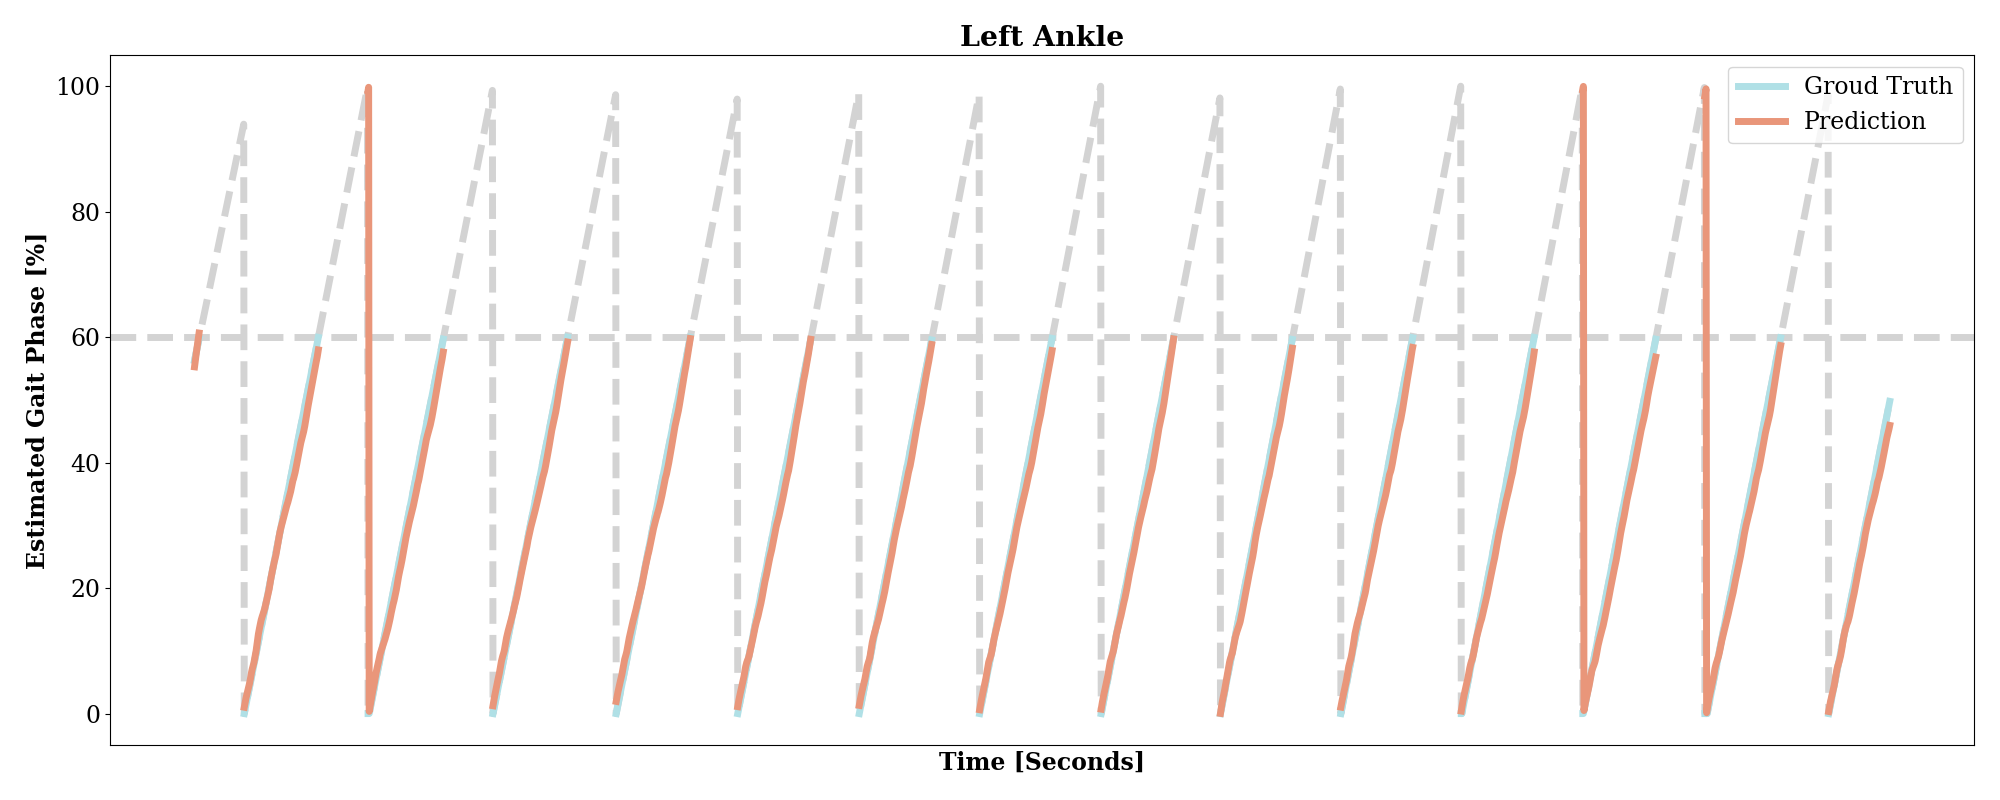 Left Ankle
Groud Truth
Prediction
100
80
60
40
20
0
Estimated Gait Phase [%]
Time [Seconds]